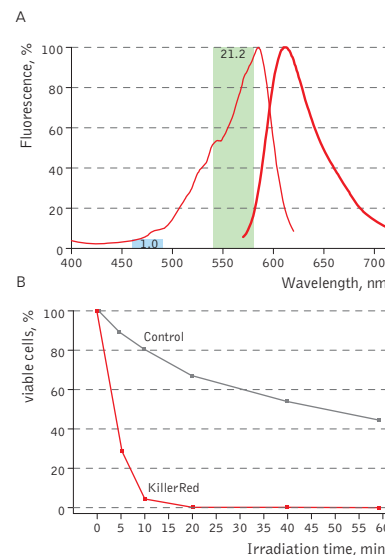 A
Fluorescence, %
100
80
60
40
20
0
21.2
1.0
400 450 500 550 600 650 700
Wavelength, nm
B
viable cells, %
100
80
60
40
20
0
Control
KillerRed
0 5 10 15 20 25 30 35 40 45 50 55 60
Irradiation time, min